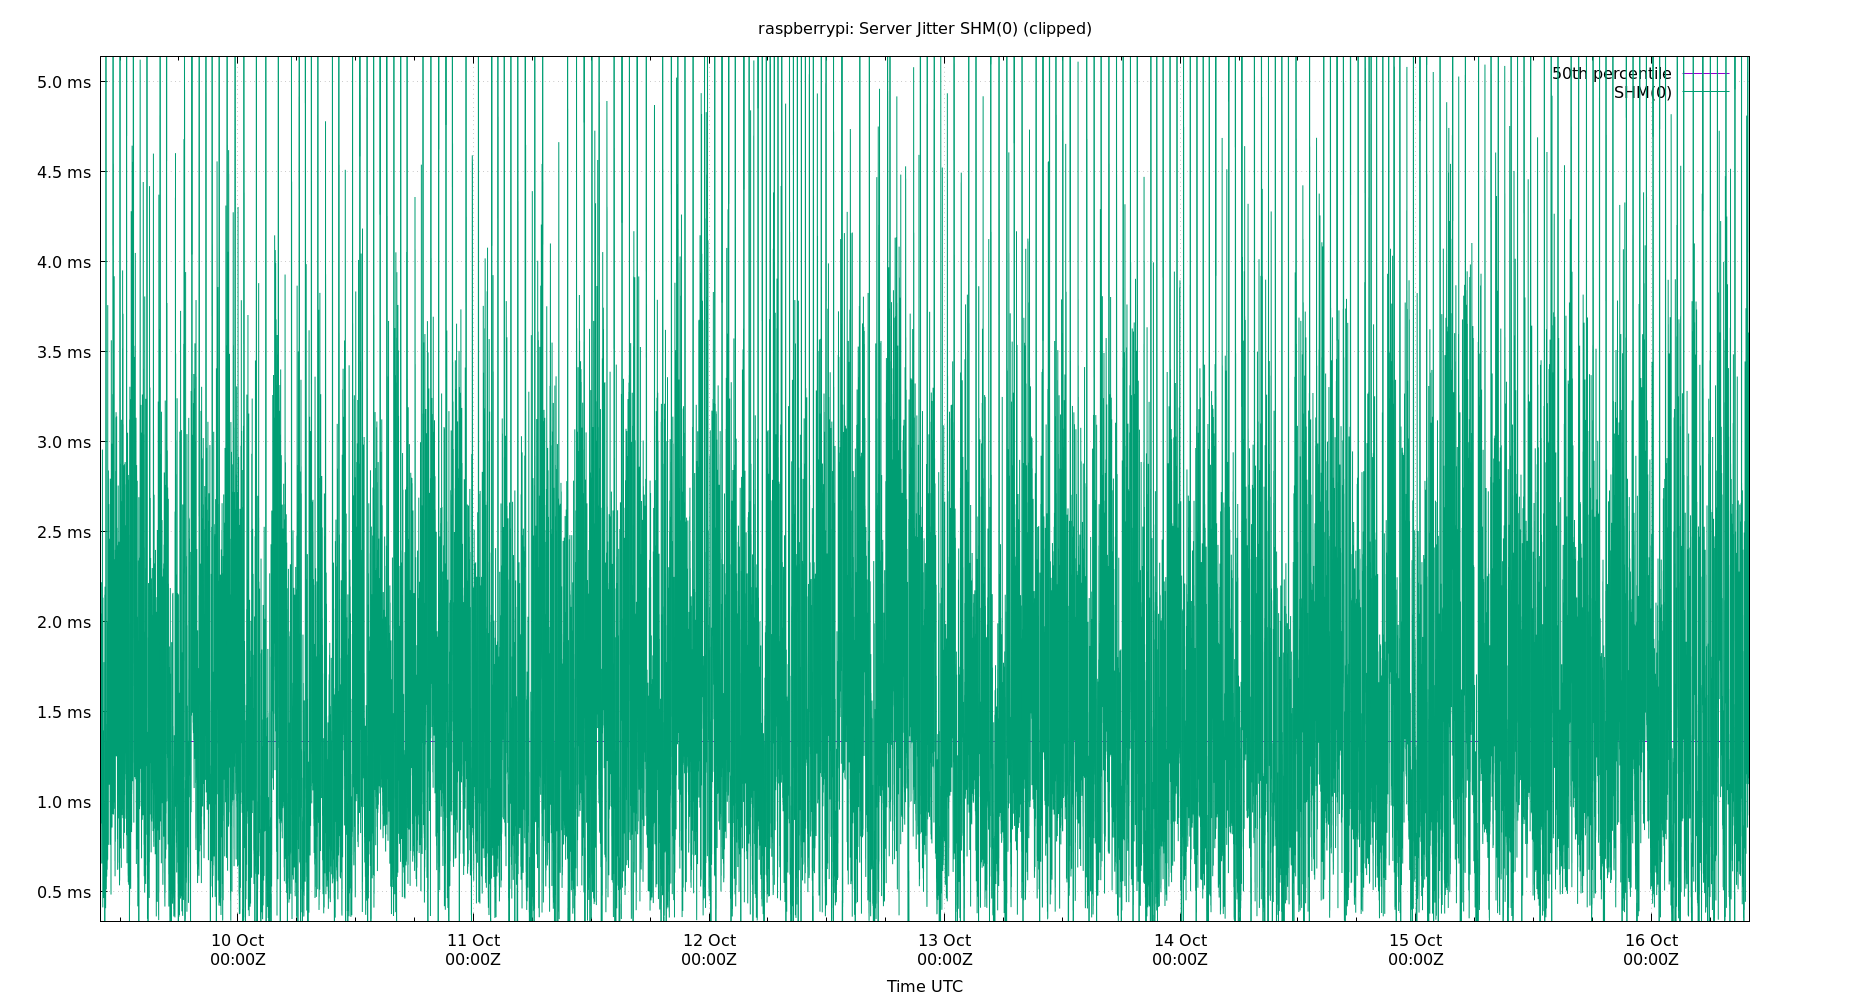 raspberrypi: Server Jitter SHM(0) (clipped)
50th percentile
SHM(0)
5.0 ms
4.5 ms
4.0 ms
3.5 ms
3.0 ms
2.5 ms
2.0 ms
1.5 ms
1.0 ms
0.5 ms
10 Oct 11 Oct 12 Oct 13 Oct 14 Oct 15 Oct 16 Oct
00:00Z 00:00Z 00:00Z 00:00Z 00:00Z 00:00Z 00:00Z
Time UTC